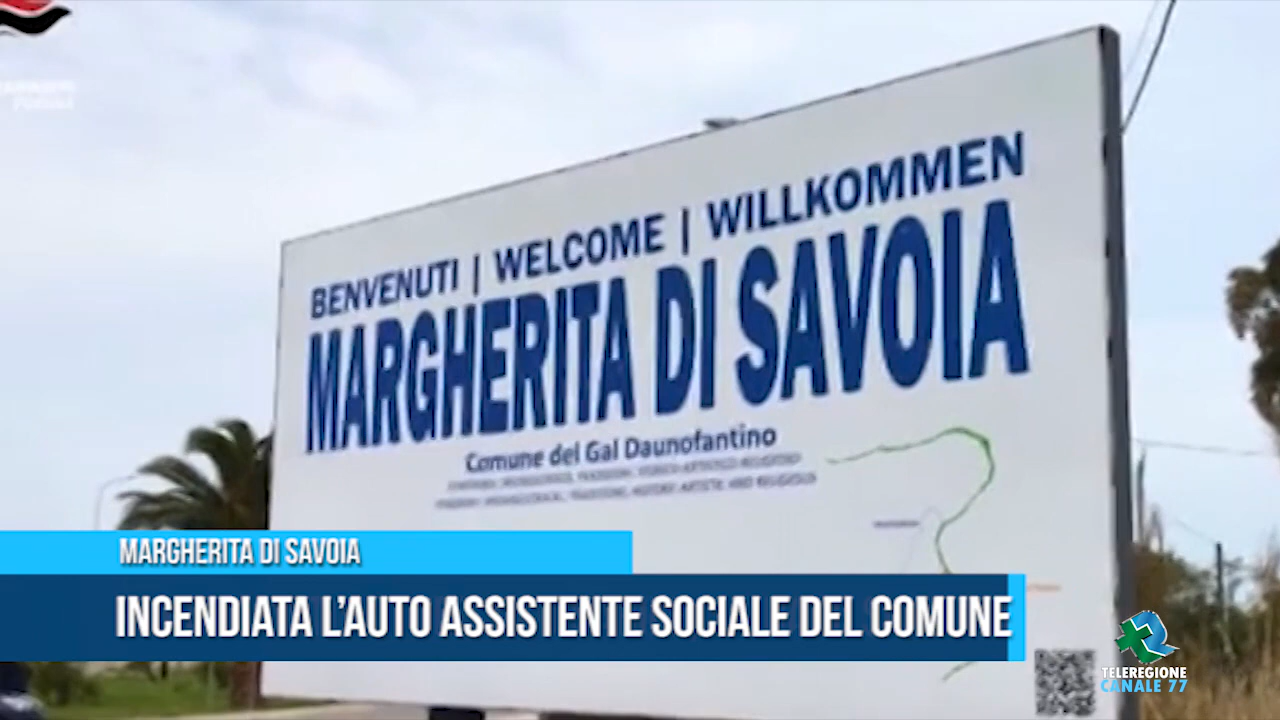 BENVENUTI | WELCOME | WILLKOMMEN
MARGHERITA DI SAVOIA
Comune del Gal Daunofantino
MARGHERITA DI SAVOIA
INCENDIATA L'AUTO ASSISTENTE SOCIALE DEL COMUNE
TELEREGIONE
CANALE 77